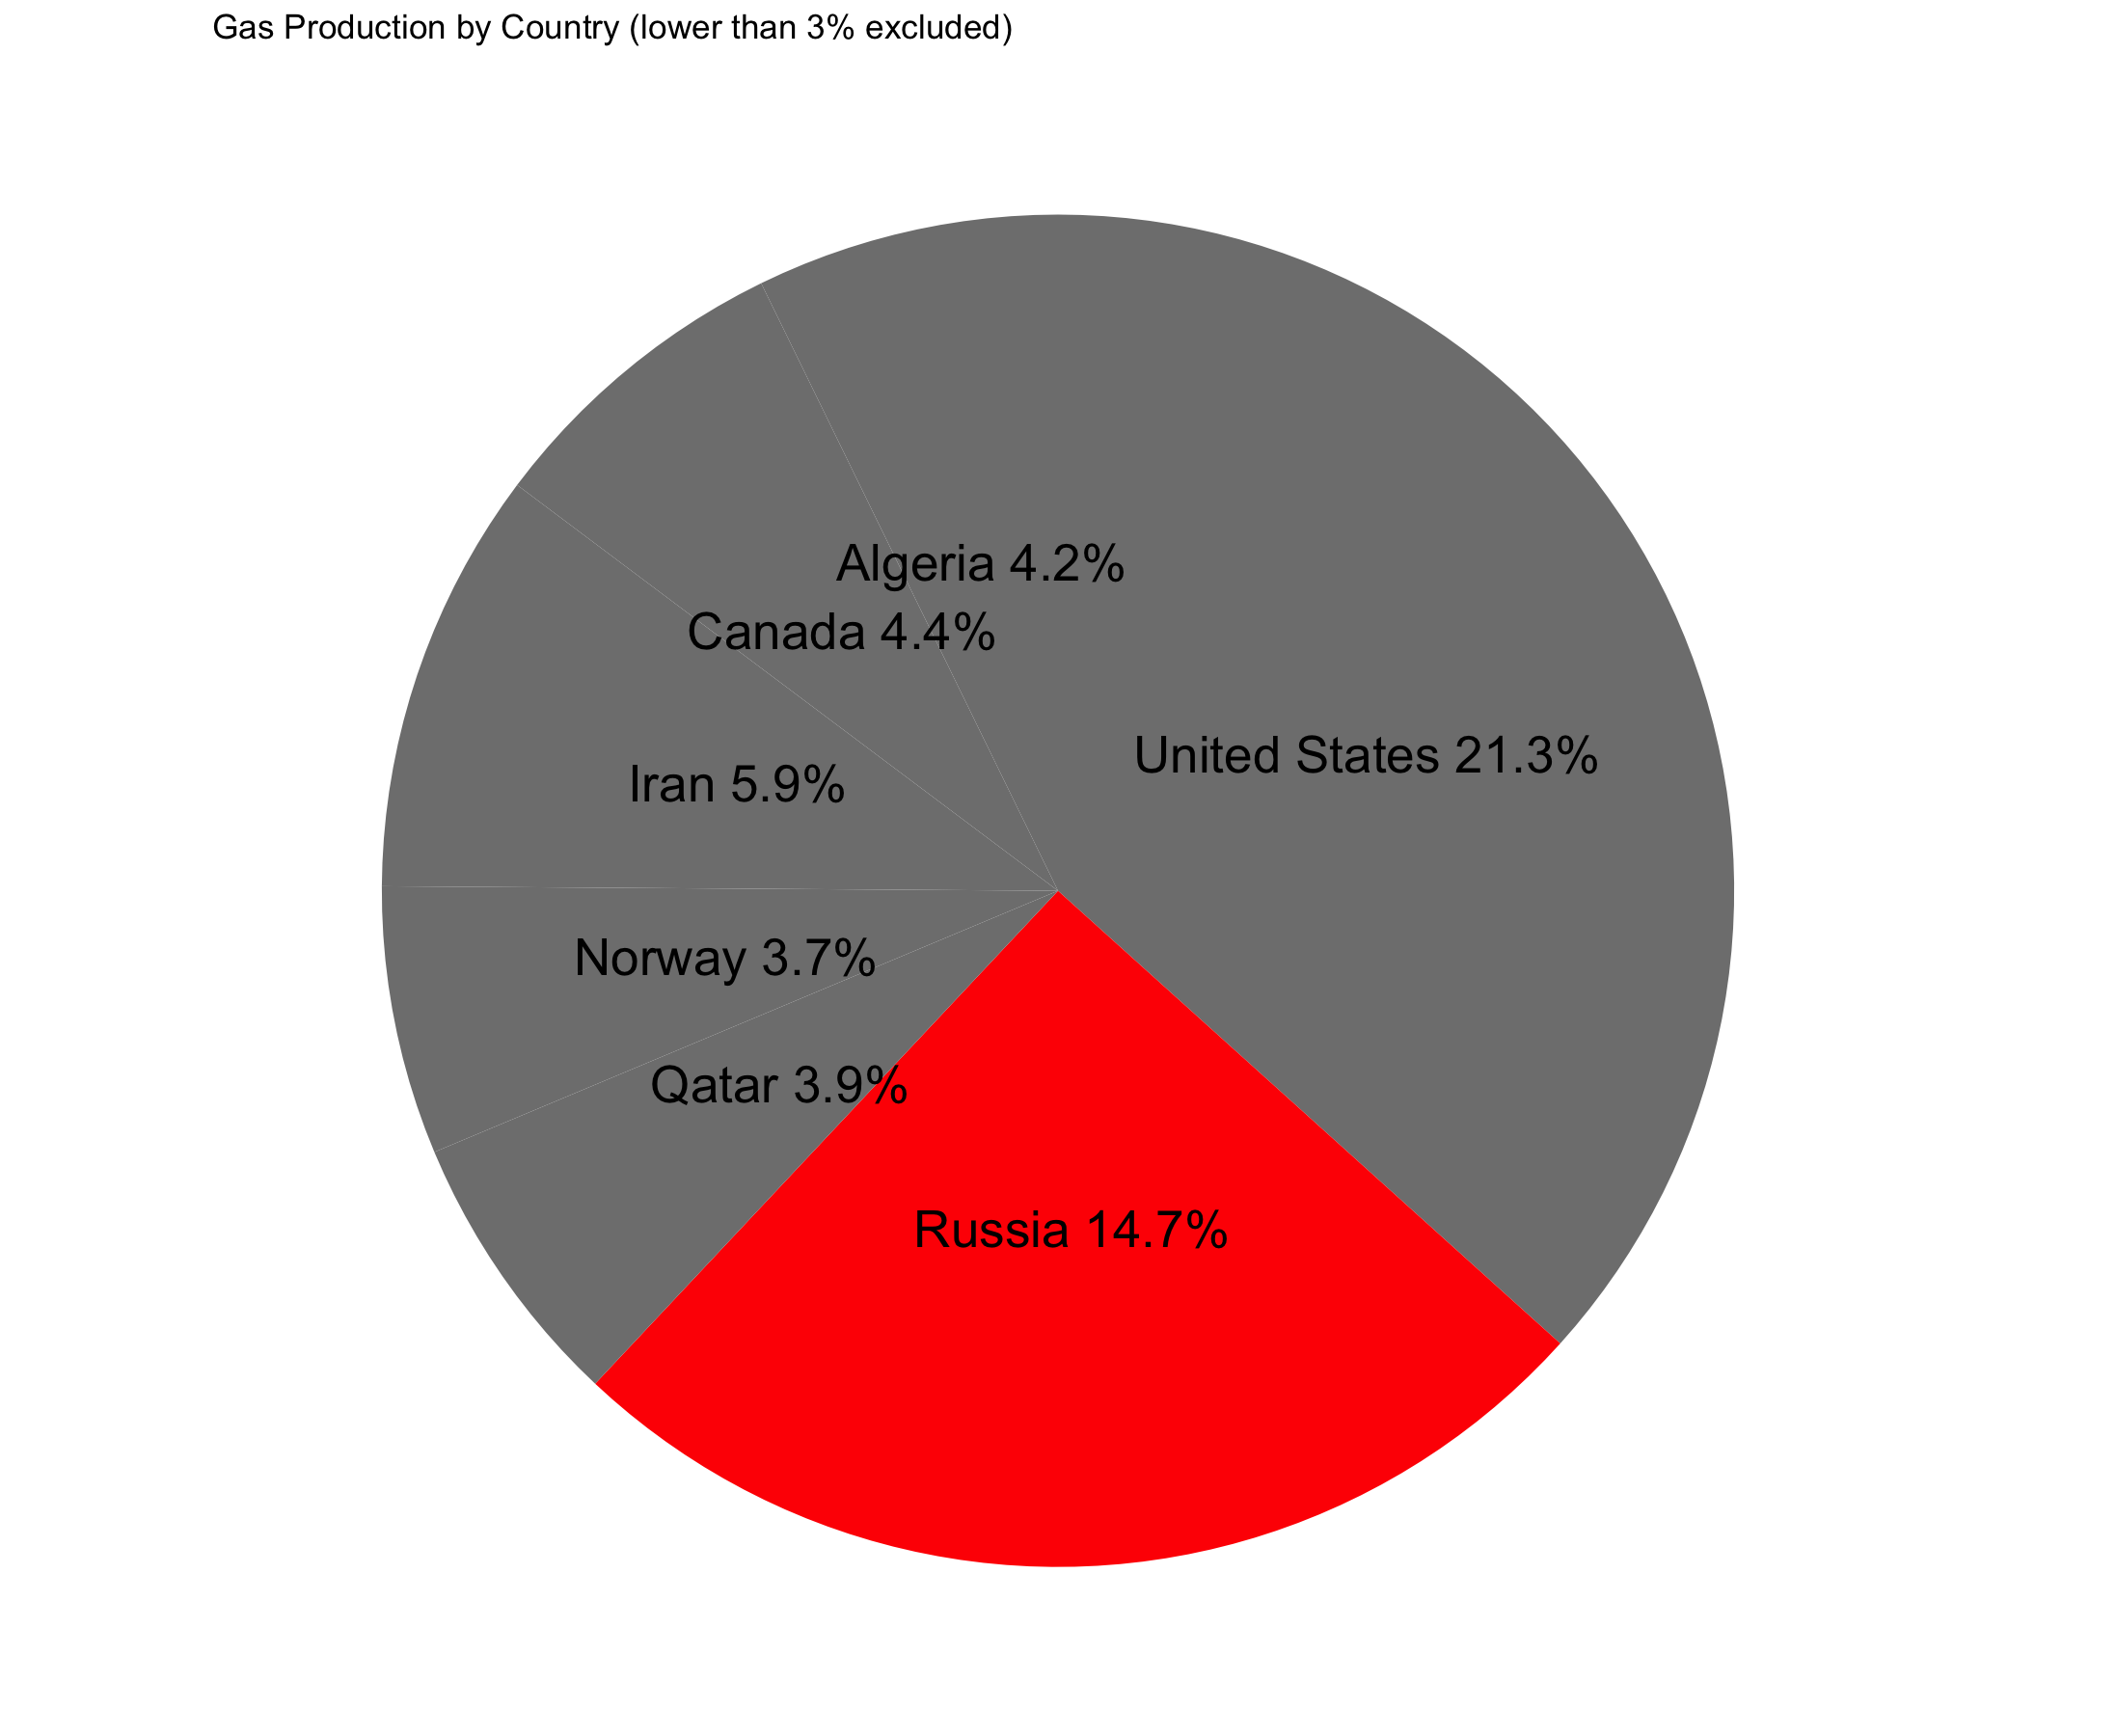 Gas Production by Country (lower than 3% excluded)
Algeria 4.2%
Canada 4.4%
United States 21.3%
Iran 5.9%
Norway 3.7%
Qatar 3.9%
Russia 14.7%